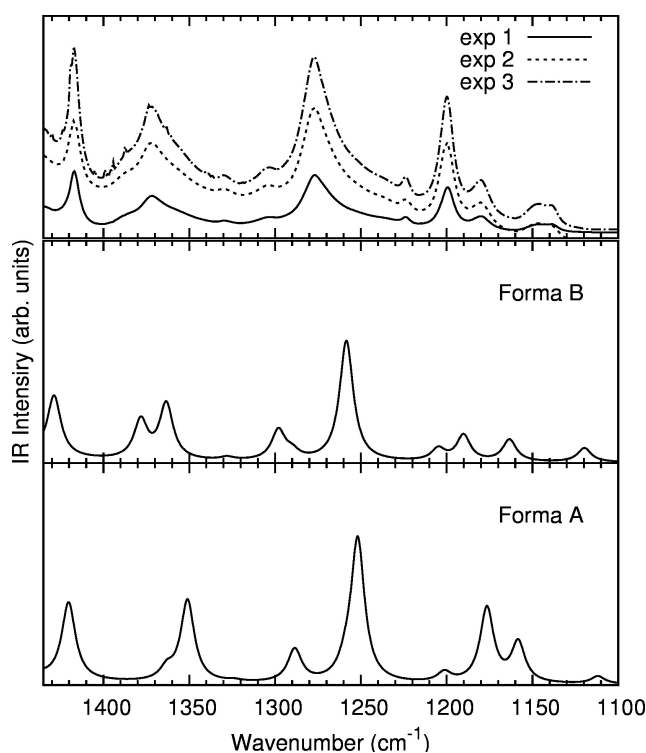 exp 1
exp 2
exp 3
Forma B
IR Intensiry (arb. units)
Forma A
1400 1350 1300 1250 1200 1150 1100
Wavenumber (cm-1)